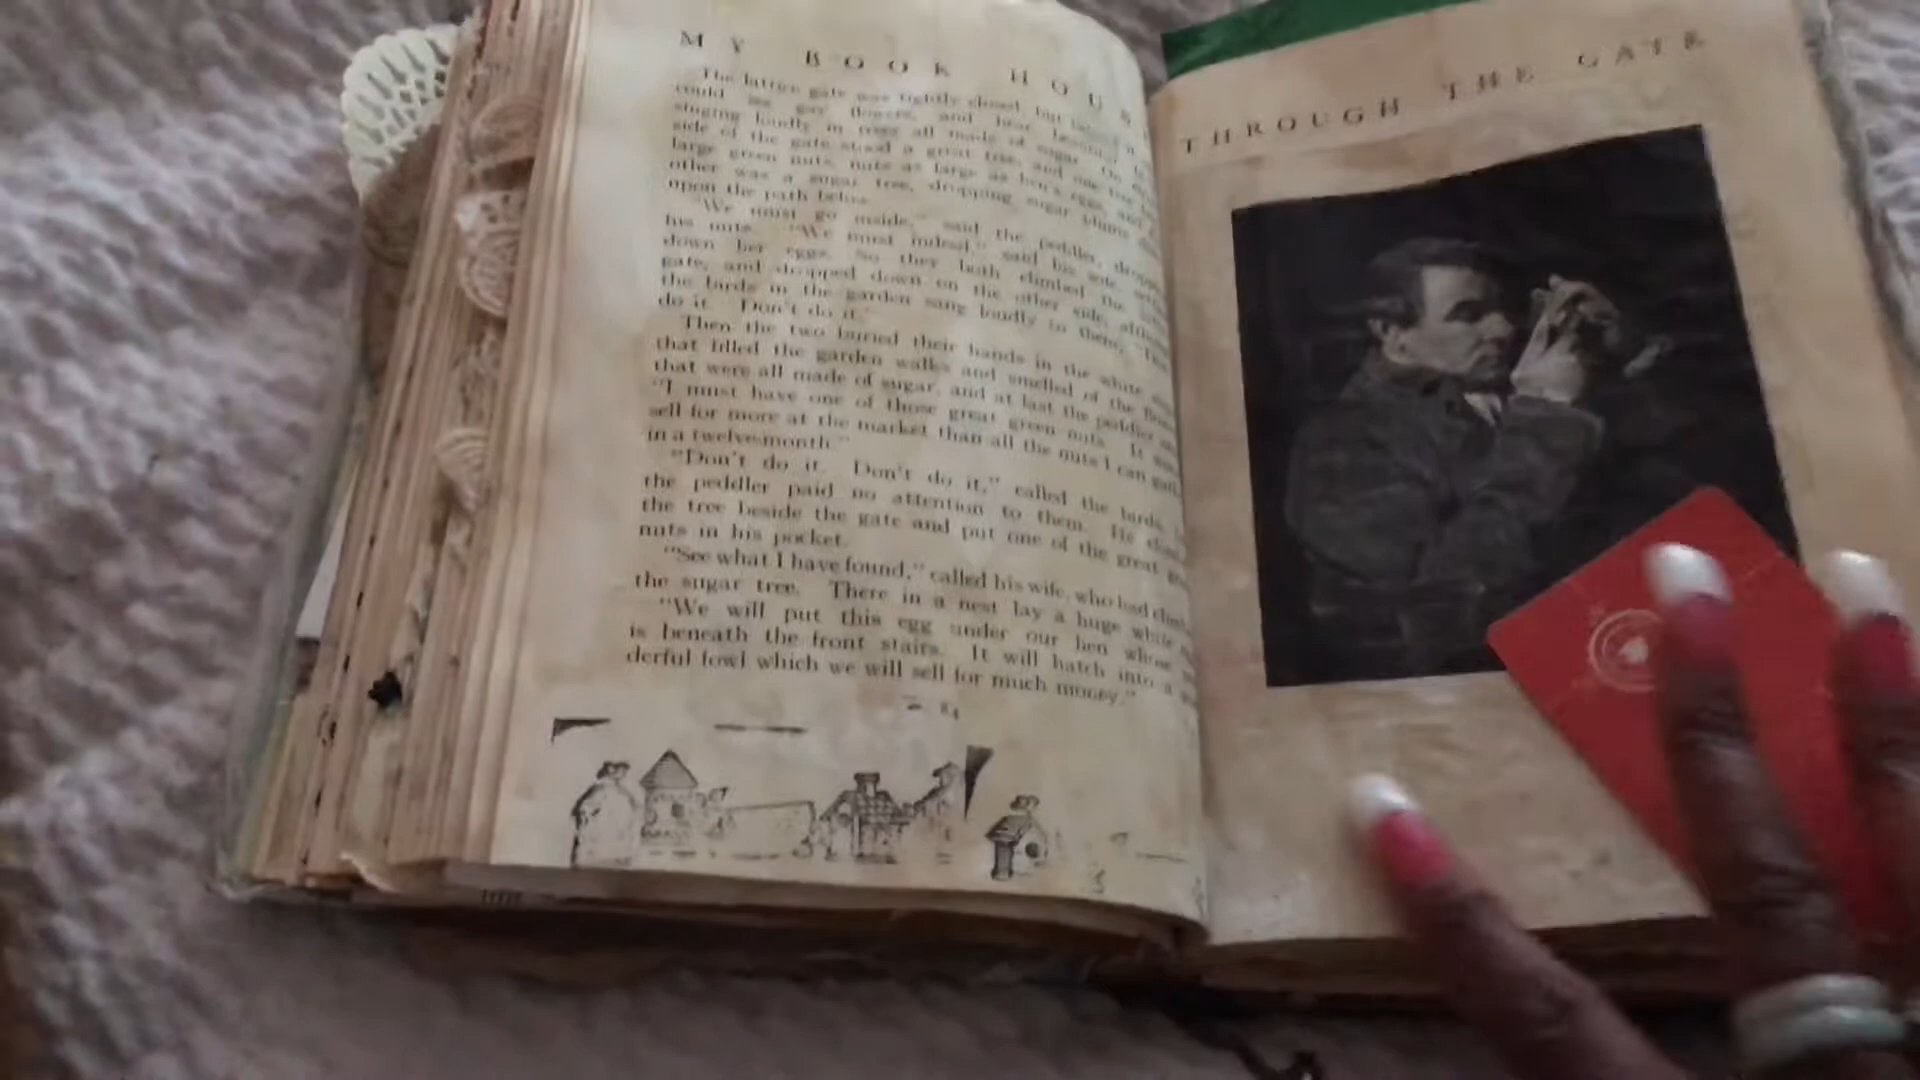 MY BOOK HOUS
The lattice gate was tightly closed, but
could see gay flowers, and hear
singing loudly in trees all made of sugar. On
side of the gate stood a great tree, and
large green nuts, nuts as large as hen's eggs, and
other was a sugar tree, dropping sugar plums
upon the path below.
"We must go inside," said the peddler,
his nuts. "We must indeed," said his wife,
down her eggs. So they both climbed the
gate, and dropped down on the other side,
the birds in the garden sang loudly to them,
do it. Don't do it."
Then the two buried their hands in the white
that filled the garden walks and smelled of the
that were all made of sugar, and at last the peddler
"I must have one of those great green nuts. It
sell for more at the market than all the nuts I can
in a twelvemonth."
"Don't do it. Don't do it," called the birds,
the peddler paid no attention to them. He
the tree beside the gate and put one of the great
nuts in his pocket.
"See what I have found," called his wife, who had
the sugar tree. There in a nest lay a huge white
"We will put this egg under our hen whose
is beneath the front stairs. It will hatch into a
derful fowl which we will sell for much money."
84
THROUGH THE GATE